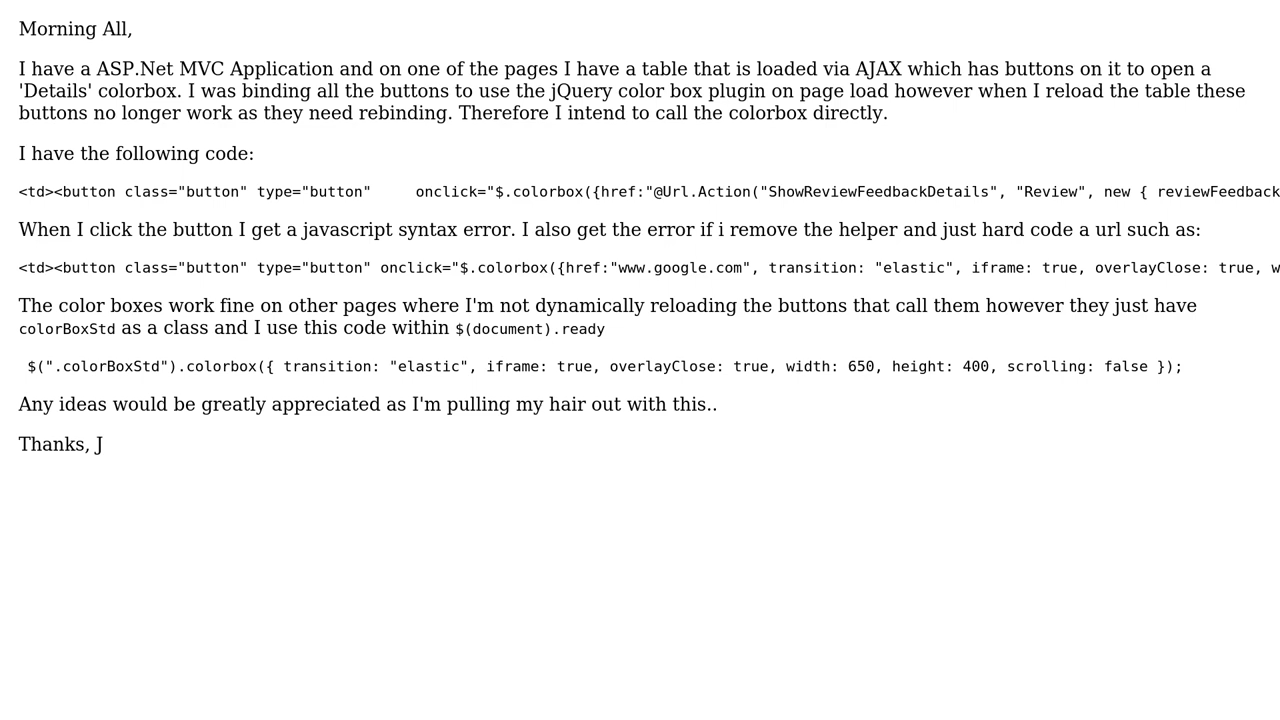 Morning All,
I have a ASP.Net MVC Application and on one of the pages I have a table that is loaded via AJAX which has buttons on it to open a
'Details' colorbox. I was binding all the buttons to use the jQuery color box plugin on page load however when I reload the table these
buttons no longer work as they need rebinding. Therefore I intend to call the colorbox directly.
I have the following code:
<td><button class="button" type="button"     onclick="$.colorbox({href:"@Url.Action("ShowReviewFeedbackDetails", "Review", new { reviewFeedback
When I click the button I get a javascript syntax error. I also get the error if i remove the helper and just hard code a url such as:
<td><button class="button" type="button" onclick="$.colorbox({href:"www.google.com", transition: "elastic", iframe: true, overlayClose: true, w
The color boxes work fine on other pages where I'm not dynamically reloading the buttons that call them however they just have
colorBoxStd as a class and I use this code within $(document).ready
$(".colorBoxStd").colorbox({ transition: "elastic", iframe: true, overlayClose: true, width: 650, height: 400, scrolling: false });
Any ideas would be greatly appreciated as I'm pulling my hair out with this..
Thanks, J